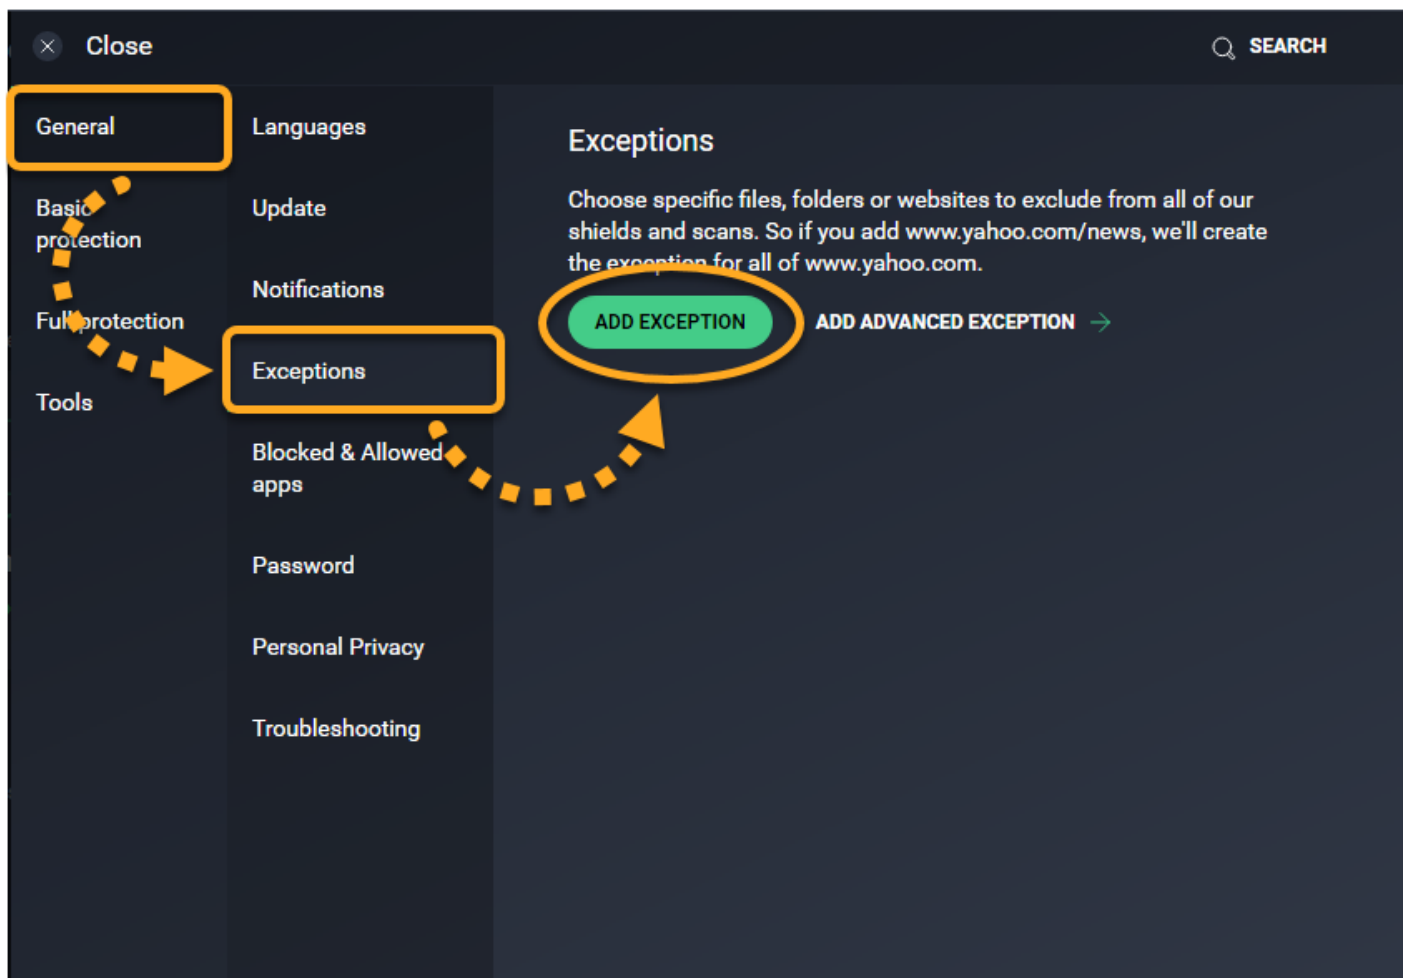 Close
SEARCH
General
Basic
protection
Full protection
Tools
Languages
Update
Notifications
Exceptions
Blocked & Allowed
apps
Password
Personal Privacy
Troubleshooting
Exceptions
Choose specific files, folders or websites to exclude from all of our
shields and scans. So if you add www.yahoo.com/news, we'll create
the exception for all of www.yahoo.com.
ADD EXCEPTION
ADD ADVANCED EXCEPTION